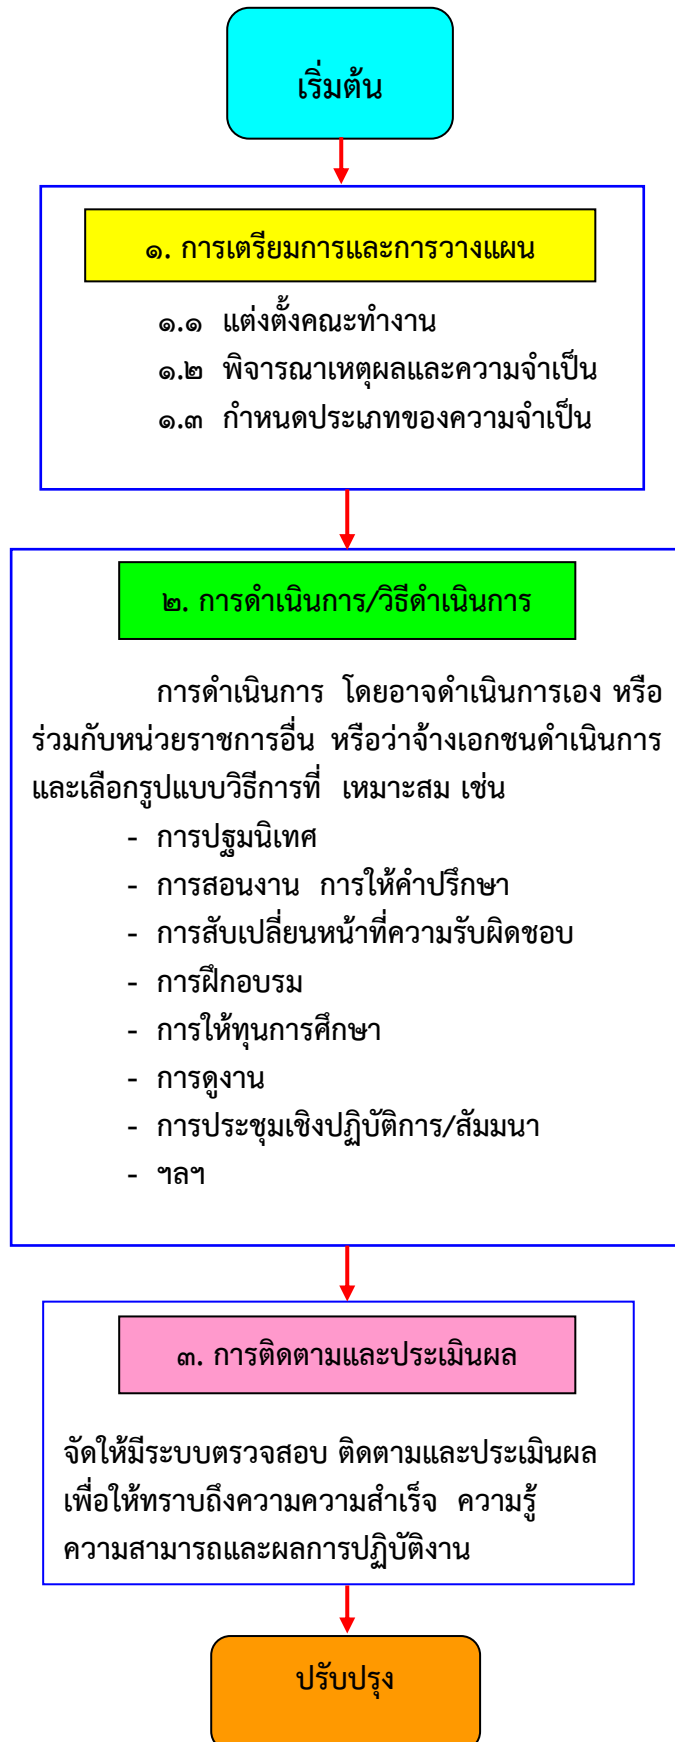 เริ่มต้น
๑. การเตรียมการและการวางแผน
๑.๑ แต่งตั้งคณะทำงาน
๑.๒ พิจารณาเหตุผลและความจำเป็น
๑.๓ กำหนดประเภทของความจำเป็น
๒. การดำเนินการ/วิธีดำเนินการ
การดำเนินการ โดยอาจดำเนินการเอง หรือ
ร่วมกับหน่วยราชการอื่น หรือว่าจ้างเอกชนดำเนินการ
และเลือกรูปแบบวิธีการที่ เหมาะสม เช่น
- การปฐมนิเทศ
- การสอนงาน การให้คำปรึกษา
- การสับเปลี่ยนหน้าที่ความรับผิดชอบ
- การฝึกอบรม
- การให้ทุนการศึกษา
- การดูงาน
- การประชุมเชิงปฏิบัติการ/สัมมนา
- ฯลฯ
๓. การติดตามและประเมินผล
จัดให้มีระบบตรวจสอบ ติดตามและประเมินผล
เพื่อให้ทราบถึงความความสำเร็จ ความรู้
ความสามารถและผลการปฏิบัติงาน
ปรับปรุง